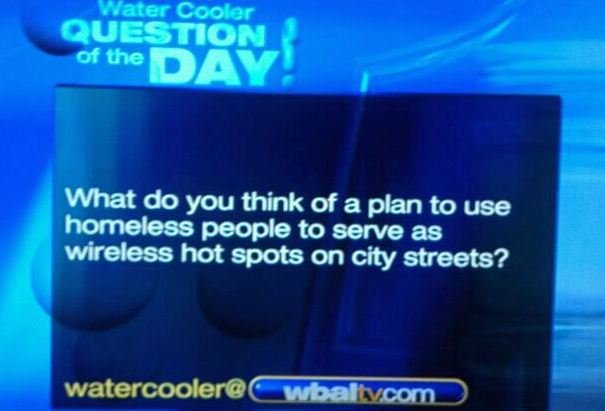 Water Cooler
QUESTION
of the DAY!
What do you think of a plan to use
homeless people to serve as
wireless hot spots on city streets?
watercooler@wbaltv.com